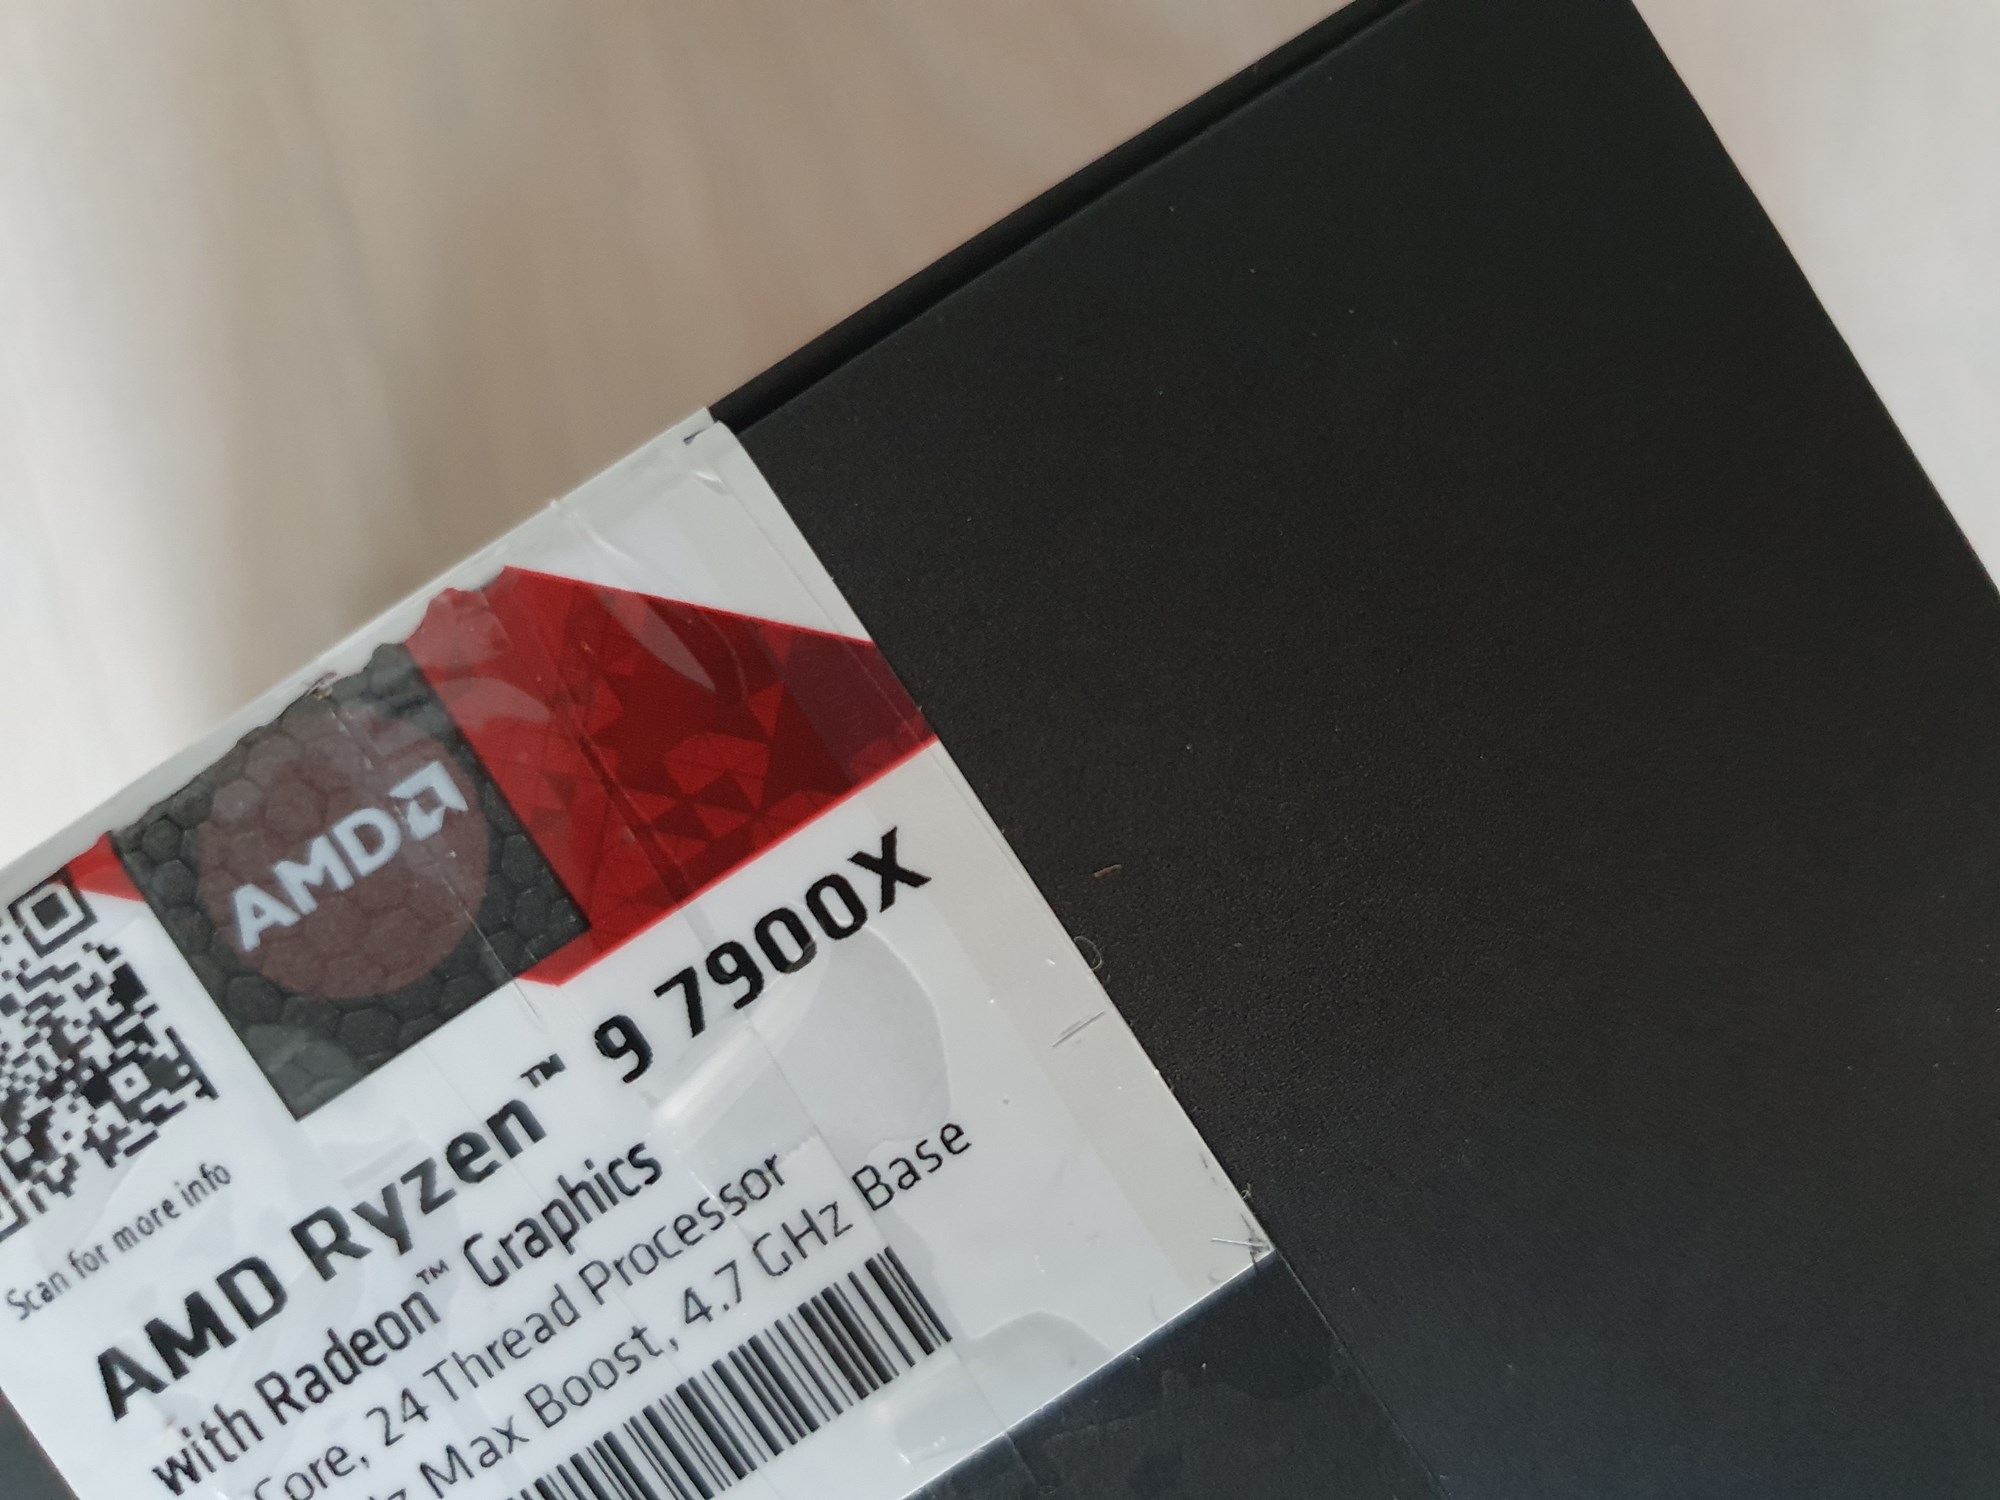 AMD
Scan for more info
AMD Ryzen™ 9 7900X
with Radeon™ Graphics
Core, 24 Thread Processor
Max Boost, 4.7 GHz Base